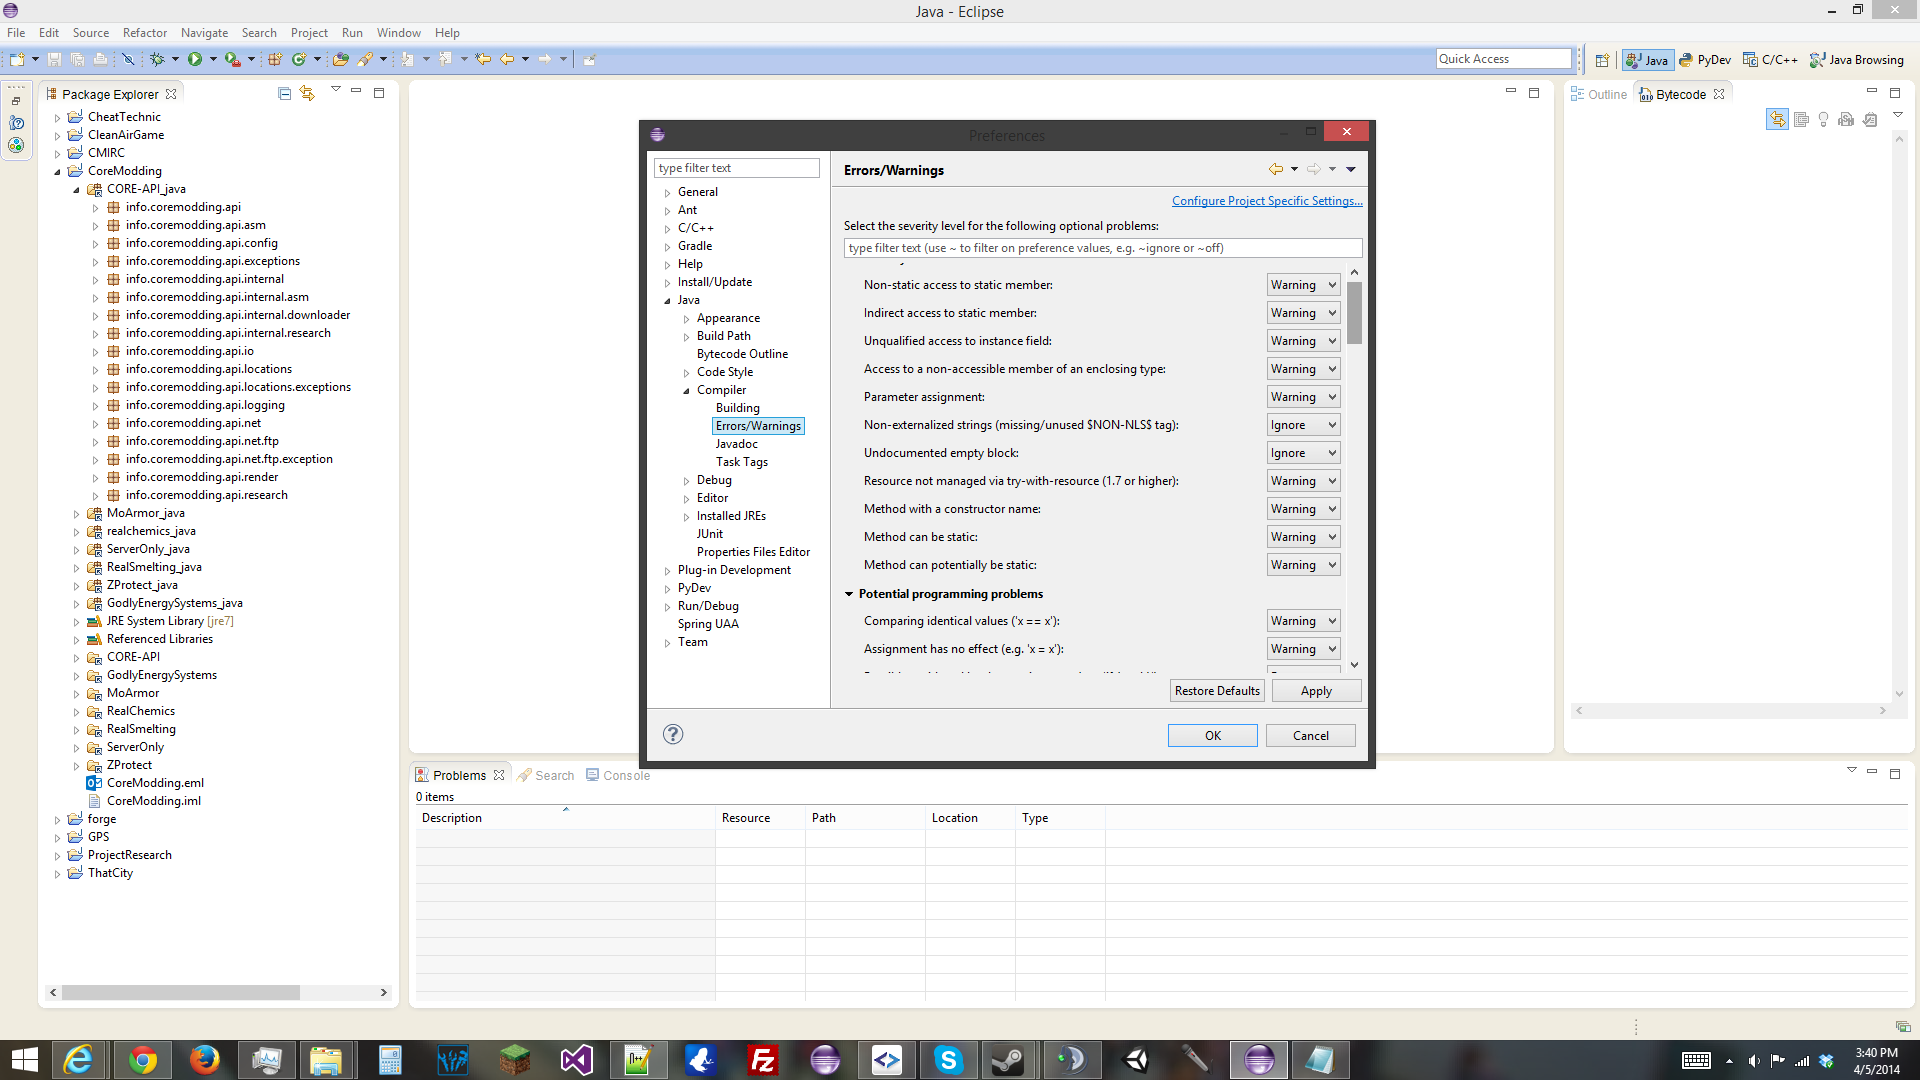 Java - Eclipse
File Edit Source Refactor Navigate Search Project Run Window Help
Quick Access
Java PyDev C/C++ Java Browsing
Package Explorer
CheatTechnic
CleanAirGame
CMIRC
CoreModding
CORE-API_java
info.coremodding.api
info.coremodding.api.asm
info.coremodding.api.config
info.coremodding.api.exceptions
info.coremodding.api.internal
info.coremodding.api.internal.asm
info.coremodding.api.internal.downloader
info.coremodding.api.internal.research
info.coremodding.api.io
info.coremodding.api.locations
info.coremodding.api.locations.exceptions
info.coremodding.api.logging
info.coremodding.api.net
info.coremodding.api.net.ftp
info.coremodding.api.net.ftp.exception
info.coremodding.api.render
info.coremodding.api.research
MoArmor_java
realchemics_java
ServerOnly_java
RealSmelting_java
ZProtect_java
GodlyEnergySystems_java
JRE System Library [jre7]
Referenced Libraries
CORE-API
GodlyEnergySystems
MoArmor
RealChemics
RealSmelting
ServerOnly
ZProtect
CoreModding.eml
CoreModding.iml
forge
GPS
ProjectResearch
ThatCity
Preferences
type filter text
General
Ant
C/C++
Gradle
Help
Install/Update
Java
Appearance
Build Path
Bytecode Outline
Code Style
Compiler
Building
Errors/Warnings
Javadoc
Task Tags
Debug
Editor
Installed JREs
JUnit
Properties Files Editor
Plug-in Development
PyDev
Run/Debug
Spring UAA
Team
Errors/Warnings
Configure Project Specific Settings...
Select the severity level for the following optional problems:
type filter text (use ~ to filter on preference values, e.g. ~ignore or ~off)
Non-static access to static member: Warning
Indirect access to static member: Warning
Unqualified access to instance field: Warning
Access to a non-accessible member of an enclosing type: Warning
Parameter assignment: Warning
Non-externalized strings (missing/unused $NON-NLS$ tag): Ignore
Undocumented empty block: Ignore
Resource not managed via try-with-resource (1.7 or higher): Warning
Method with a constructor name: Warning
Method can be static: Warning
Method can potentially be static: Warning
Potential programming problems
Comparing identical values ('x == x'): Warning
Assignment has no effect (e.g. 'x = x'): Warning
Restore Defaults Apply
OK Cancel
Outline Bytecode
Problems Search Console
0 items
Description Resource Path Location Type
3:40 PM
4/5/2014